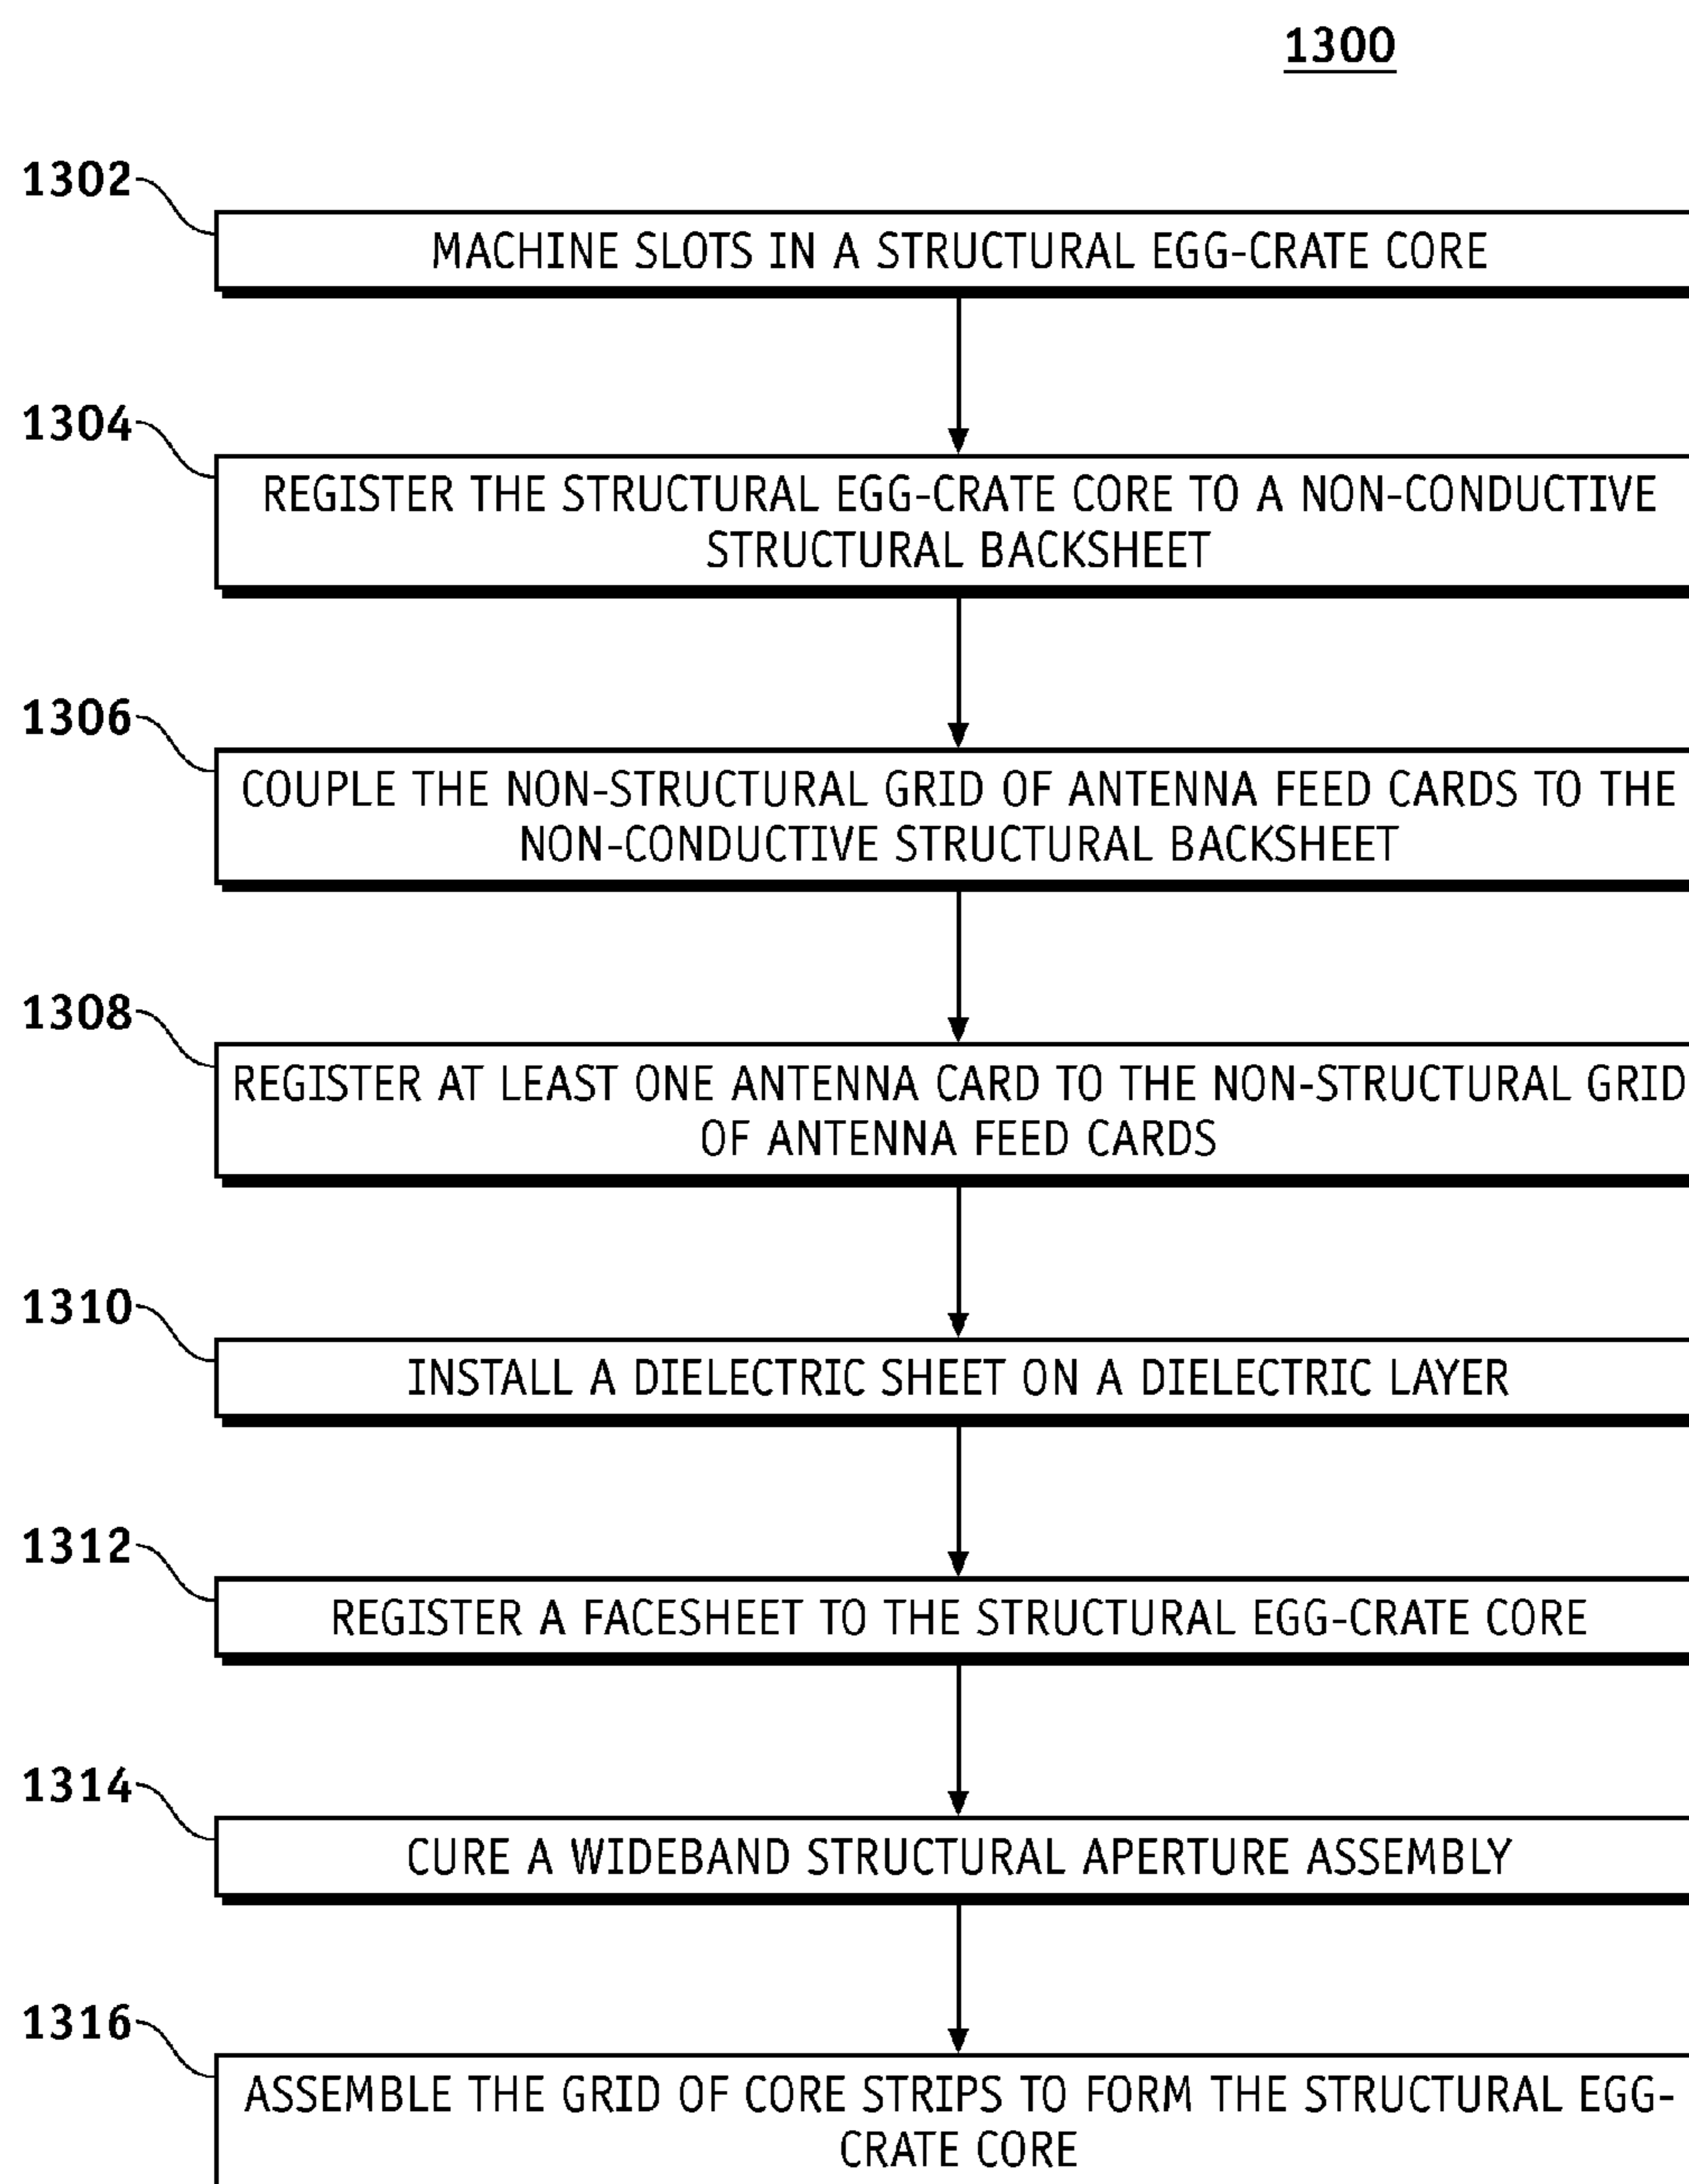 1300
1302
MACHINE SLOTS IN A STRUCTURAL EGG-CRATE CORE
1304
REGISTER THE STRUCTURAL EGG-CRATE CORE TO A NON-CONDUCTIVE
STRUCTURAL BACKSHEET
1306
COUPLE THE NON-STRUCTURAL GRID OF ANTENNA FEED CARDS TO THE
NON-CONDUCTIVE STRUCTURAL BACKSHEET
1308
REGISTER AT LEAST ONE ANTENNA CARD TO THE NON-STRUCTURAL GRID
OF ANTENNA FEED CARDS
1310
INSTALL A DIELECTRIC SHEET ON A DIELECTRIC LAYER
1312
REGISTER A FACESHEET TO THE STRUCTURAL EGG-CRATE CORE
1314
CURE A WIDEBAND STRUCTURAL APERTURE ASSEMBLY
1316
ASSEMBLE THE GRID OF CORE STRIPS TO FORM THE STRUCTURAL EGG-
CRATE CORE